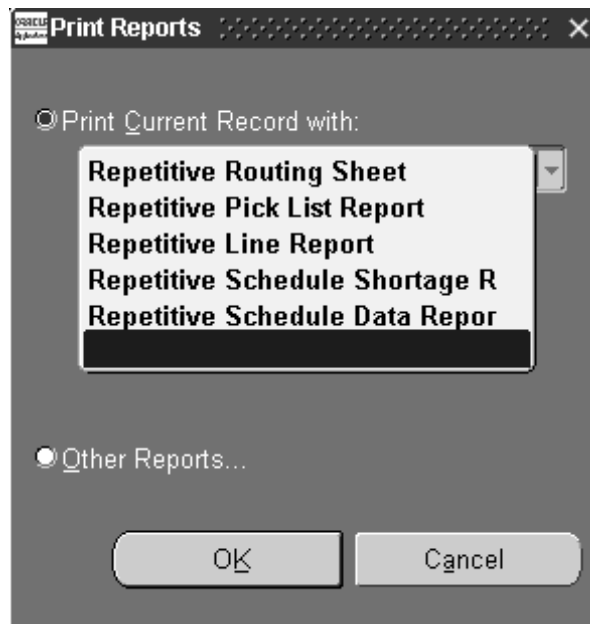 ORACLE
Print Reports
Print Current Record with:
Repetitive Routing Sheet
Repetitive Pick List Report
Repetitive Line Report
Repetitive Schedule Shortage R
Repetitive Schedule Data Repor
Other Reports...
OK
Cancel